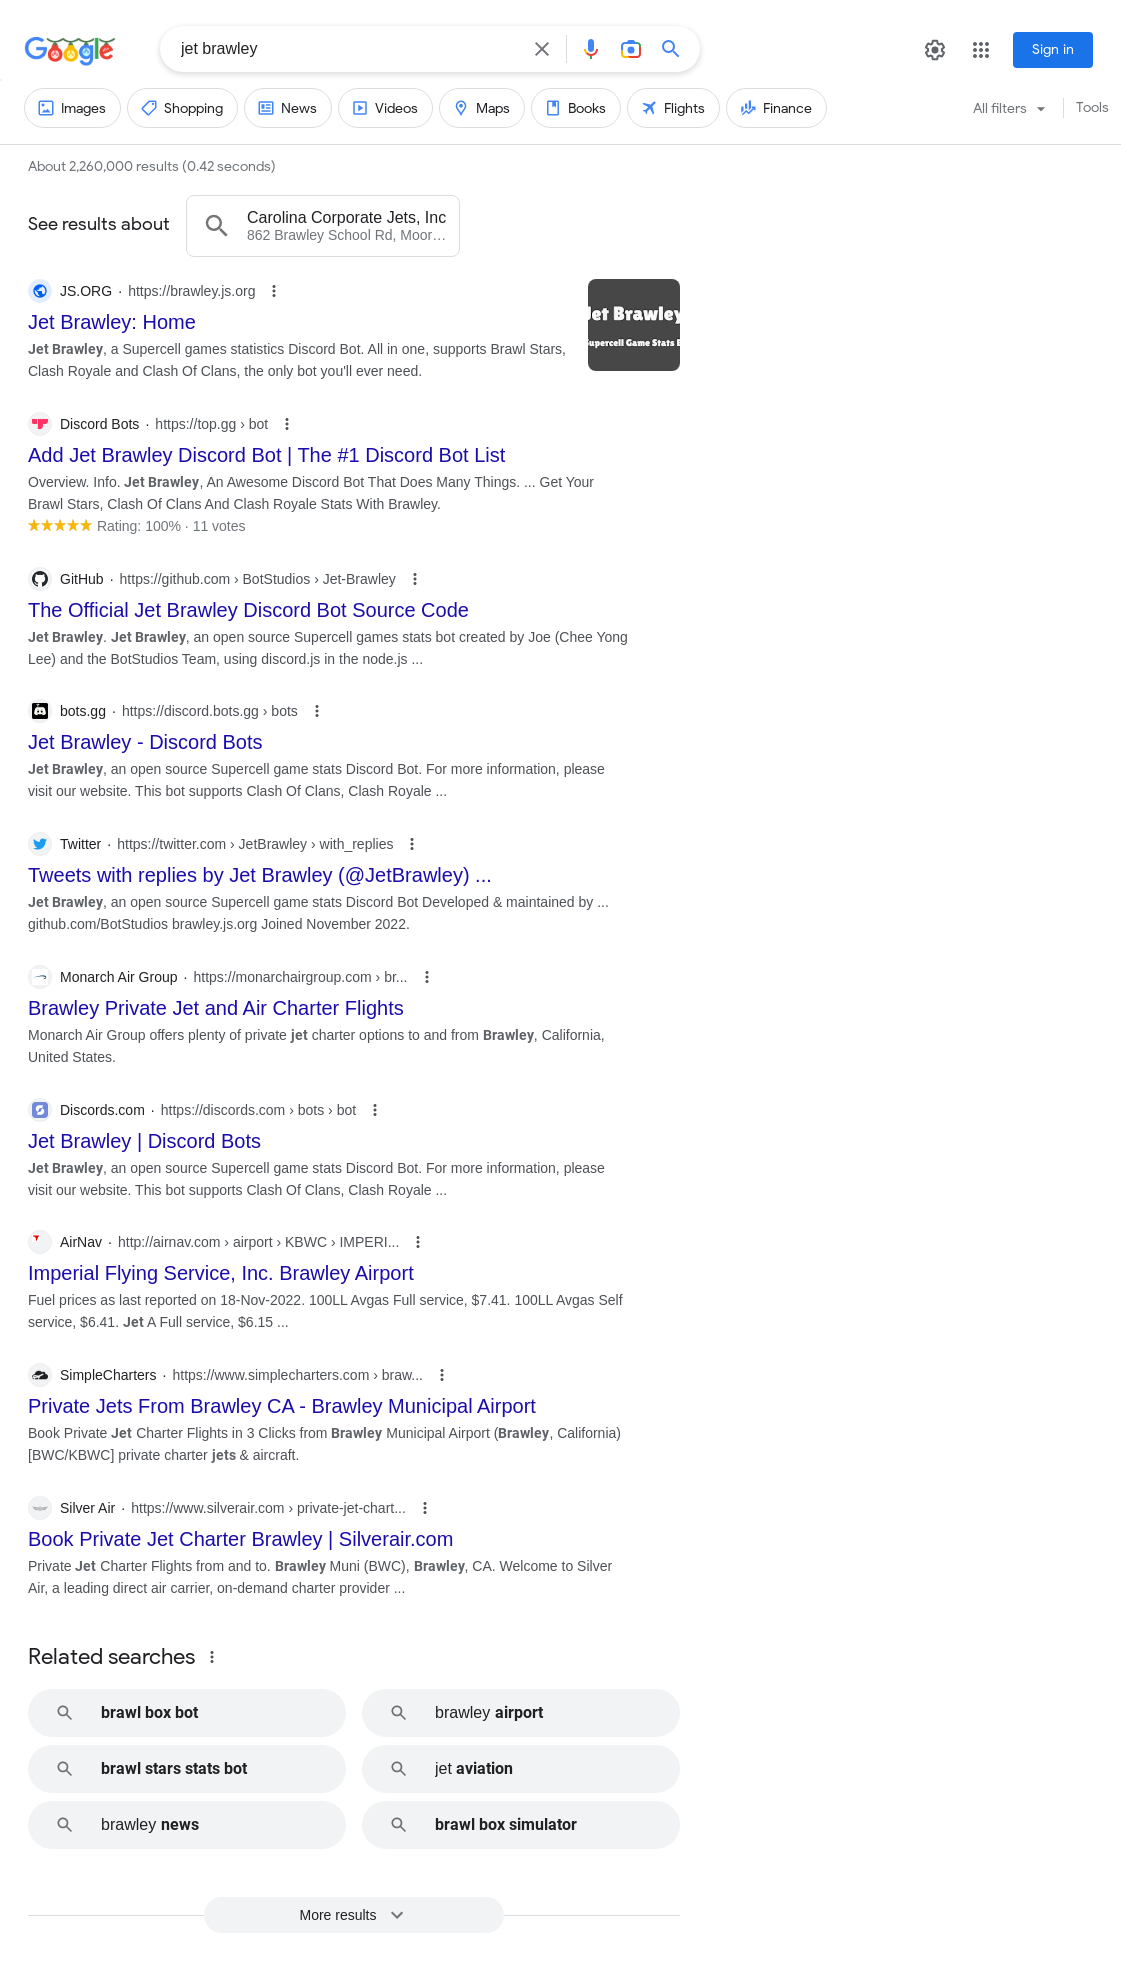 Google
jet brawley
Sign in
Images
Shopping
News
Videos
Maps
Books
Flights
Finance
All filters
Tools
About 2,260,000 results (0.42 seconds)
See results about
Carolina Corporate Jets, Inc
862 Brawley School Rd, Moor…
JS.ORG · https://brawley.js.org
Jet Brawley: Home
Jet Brawley, a Supercell games statistics Discord Bot. All in one, supports Brawl Stars,
Clash Royale and Clash Of Clans, the only bot you'll ever need.
Jet Brawley
Supercell Game Stats
Discord Bots · https://top.gg › bot
Add Jet Brawley Discord Bot | The #1 Discord Bot List
Overview. Info. Jet Brawley, An Awesome Discord Bot That Does Many Things. ... Get Your
Brawl Stars, Clash Of Clans And Clash Royale Stats With Brawley.
Rating: 100% · 11 votes
GitHub · https://github.com › BotStudios › Jet-Brawley
The Official Jet Brawley Discord Bot Source Code
Jet Brawley. Jet Brawley, an open source Supercell games stats bot created by Joe (Chee Yong
Lee) and the BotStudios Team, using discord.js in the node.js ...
bots.gg · https://discord.bots.gg › bots
Jet Brawley - Discord Bots
Jet Brawley, an open source Supercell game stats Discord Bot. For more information, please
visit our website. This bot supports Clash Of Clans, Clash Royale ...
Twitter · https://twitter.com › JetBrawley › with_replies
Tweets with replies by Jet Brawley (@JetBrawley) ...
Jet Brawley, an open source Supercell game stats Discord Bot Developed & maintained by ...
github.com/BotStudios brawley.js.org Joined November 2022.
Monarch Air Group · https://monarchairgroup.com › br...
Brawley Private Jet and Air Charter Flights
Monarch Air Group offers plenty of private jet charter options to and from Brawley, California,
United States.
Discords.com · https://discords.com › bots › bot
Jet Brawley | Discord Bots
Jet Brawley, an open source Supercell game stats Discord Bot. For more information, please
visit our website. This bot supports Clash Of Clans, Clash Royale ...
AirNav · http://airnav.com › airport › KBWC › IMPERI...
Imperial Flying Service, Inc. Brawley Airport
Fuel prices as last reported on 18-Nov-2022. 100LL Avgas Full service, $7.41. 100LL Avgas Self
service, $6.41. Jet A Full service, $6.15 ...
SimpleCharters · https://www.simplecharters.com › braw...
Private Jets From Brawley CA - Brawley Municipal Airport
Book Private Jet Charter Flights in 3 Clicks from Brawley Municipal Airport (Brawley, California)
[BWC/KBWC] private charter jets & aircraft.
Silver Air · https://www.silverair.com › private-jet-chart...
Book Private Jet Charter Brawley | Silverair.com
Private Jet Charter Flights from and to. Brawley Muni (BWC), Brawley, CA. Welcome to Silver
Air, a leading direct air carrier, on-demand charter provider ...
Related searches
brawl box bot
brawley airport
brawl stars stats bot
jet aviation
brawley news
brawl box simulator
More results